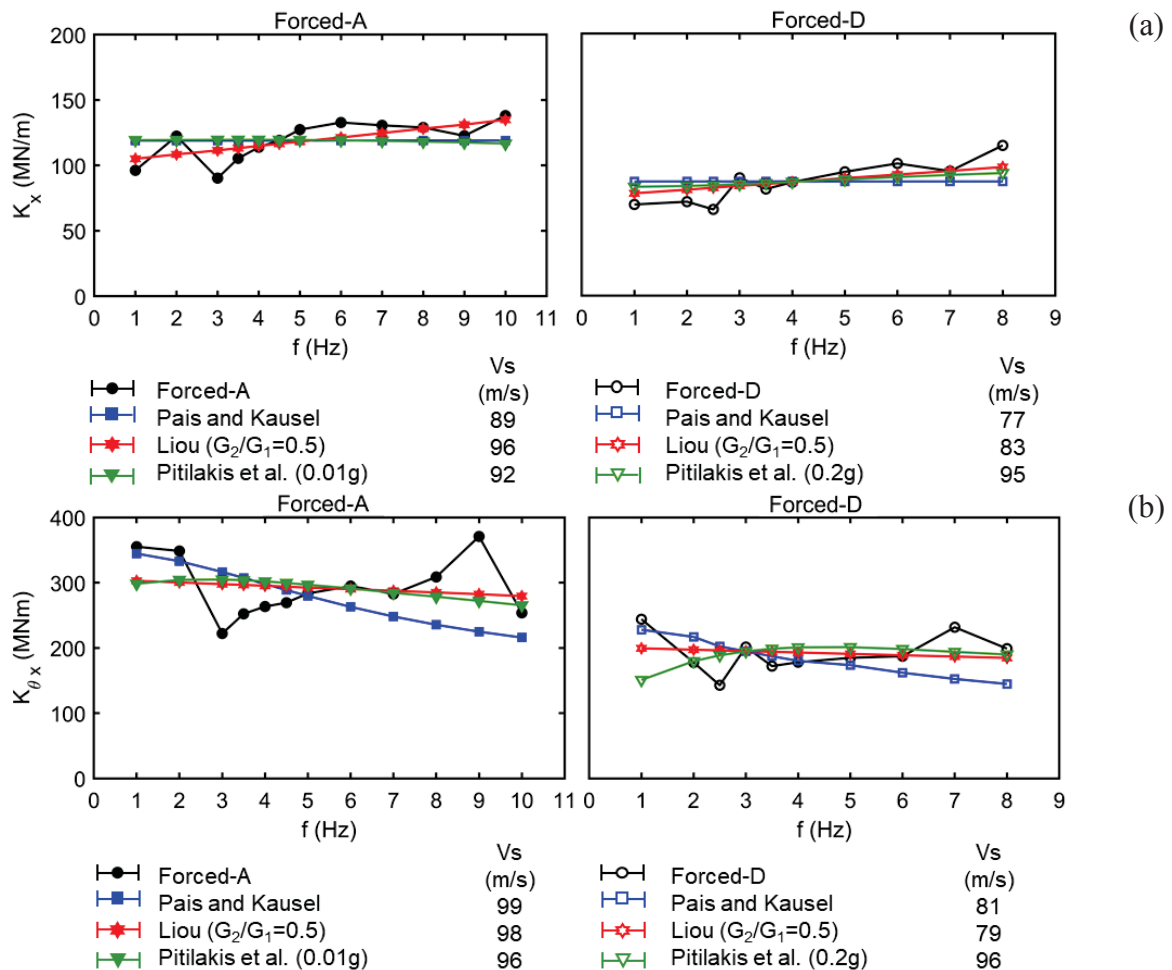 Forced-A
Forced-D
(a)
200
150
100
50
0
K_x (MN/m)
0 1 2 3 4 5 6 7 8 9 10 11
f (Hz)
0 1 2 3 4 5 6 7 8 9
f (Hz)
Vs
(m/s)
Forced-A
Pais and Kausel 89
Liou (G₂/G₁=0.5) 96
Pitilakis et al. (0.01g) 92
Vs
(m/s)
Forced-D
Pais and Kausel 77
Liou (G₂/G₁=0.5) 83
Pitilakis et al. (0.2g) 95
Forced-A
Forced-D
(b)
400
300
200
100
0
K_θ x (MNm)
0 1 2 3 4 5 6 7 8 9 10 11
f (Hz)
0 1 2 3 4 5 6 7 8 9
f (Hz)
Vs
(m/s)
Forced-A
Pais and Kausel 99
Liou (G₂/G₁=0.5) 98
Pitilakis et al. (0.01g) 96
Vs
(m/s)
Forced-D
Pais and Kausel 81
Liou (G₂/G₁=0.5) 79
Pitilakis et al. (0.2g) 96